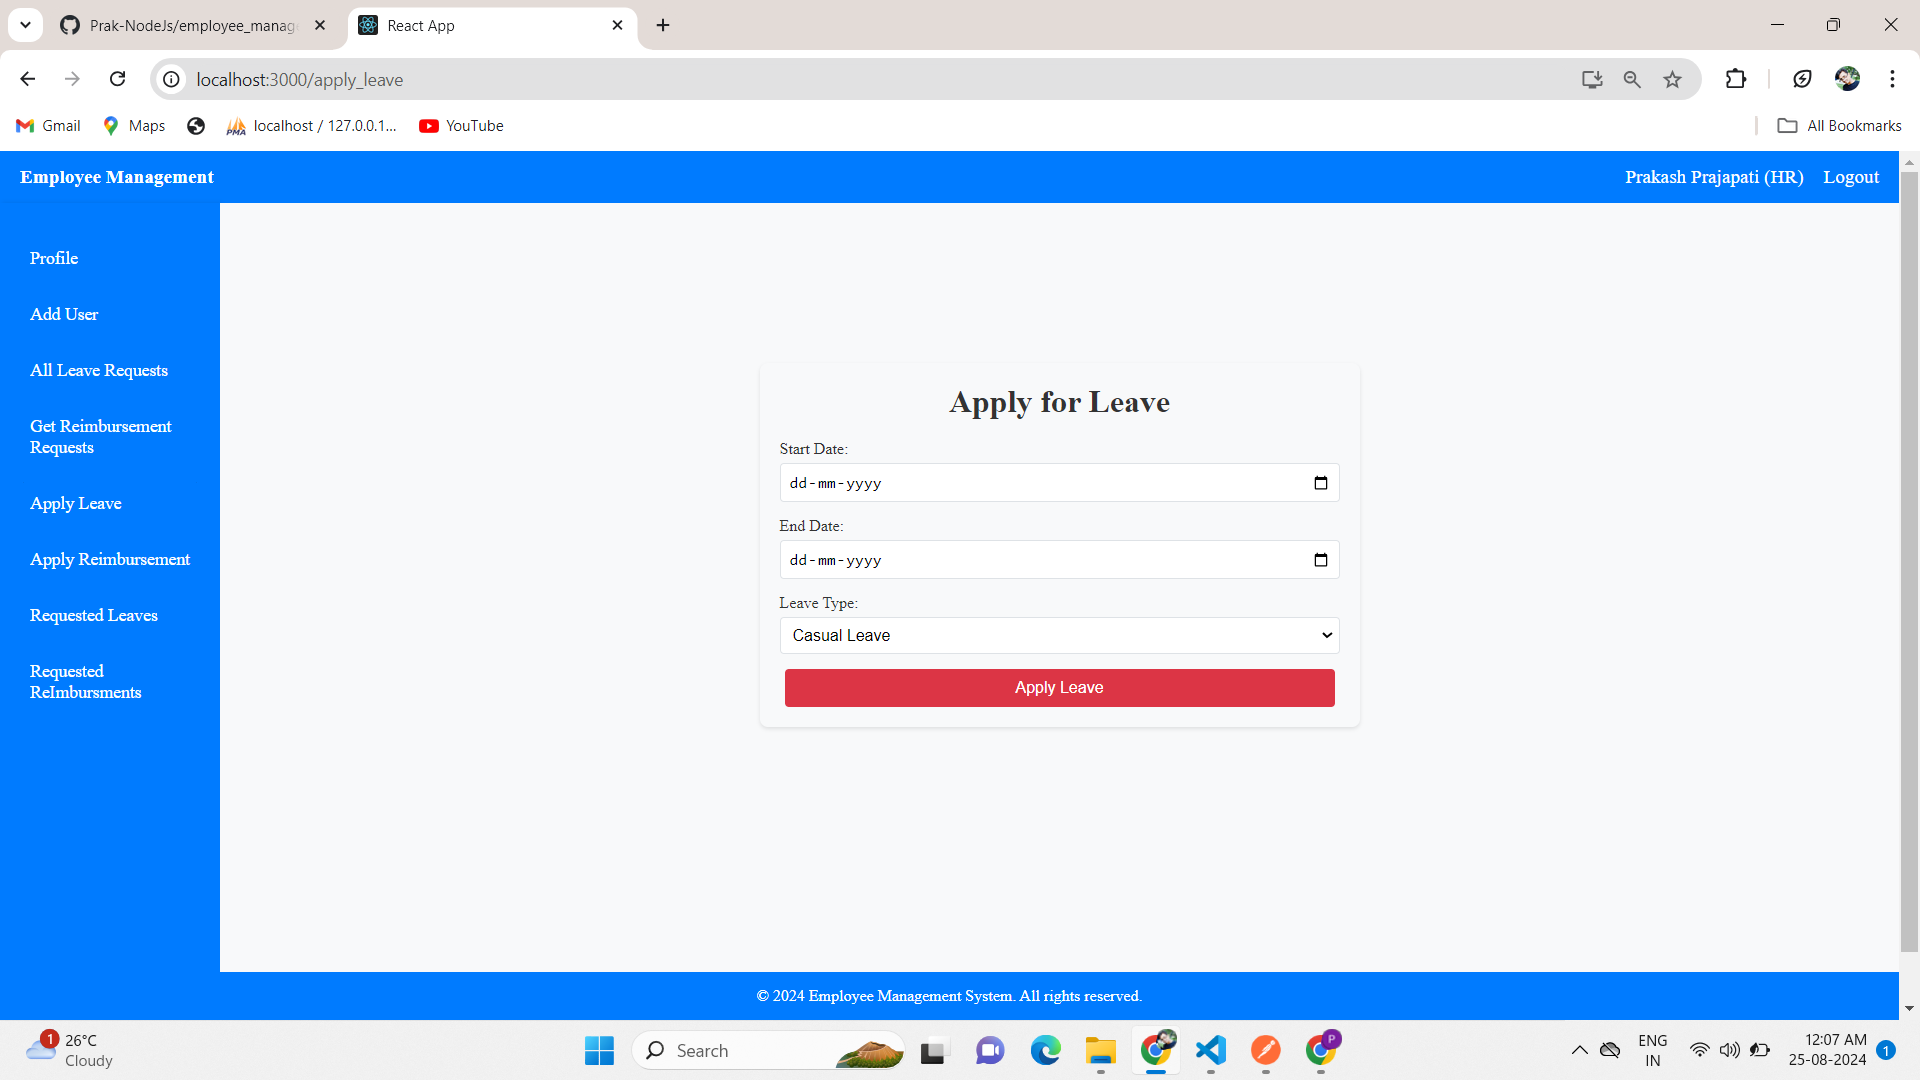 Prak-NodeJs/employee_manag
React App
localhost:3000/apply_leave
Gmail
Maps
PMA
localhost / 127.0.0.1...
YouTube
All Bookmarks
Employee Management
Prakash Prajapati (HR)
Logout
Profile
Add User
All Leave Requests
Get Reimbursement
Requests
Apply Leave
Apply Reimbursement
Requested Leaves
Requested
ReImbursments
Apply for Leave
Start Date:
dd-mm-yyyy
End Date:
dd-mm-yyyy
Leave Type:
Casual Leave
Apply Leave
© 2024 Employee Management System. All rights reserved.
1
26°C
Cloudy
Search
P
ENG
IN
12:07 AM
25-08-2024
1